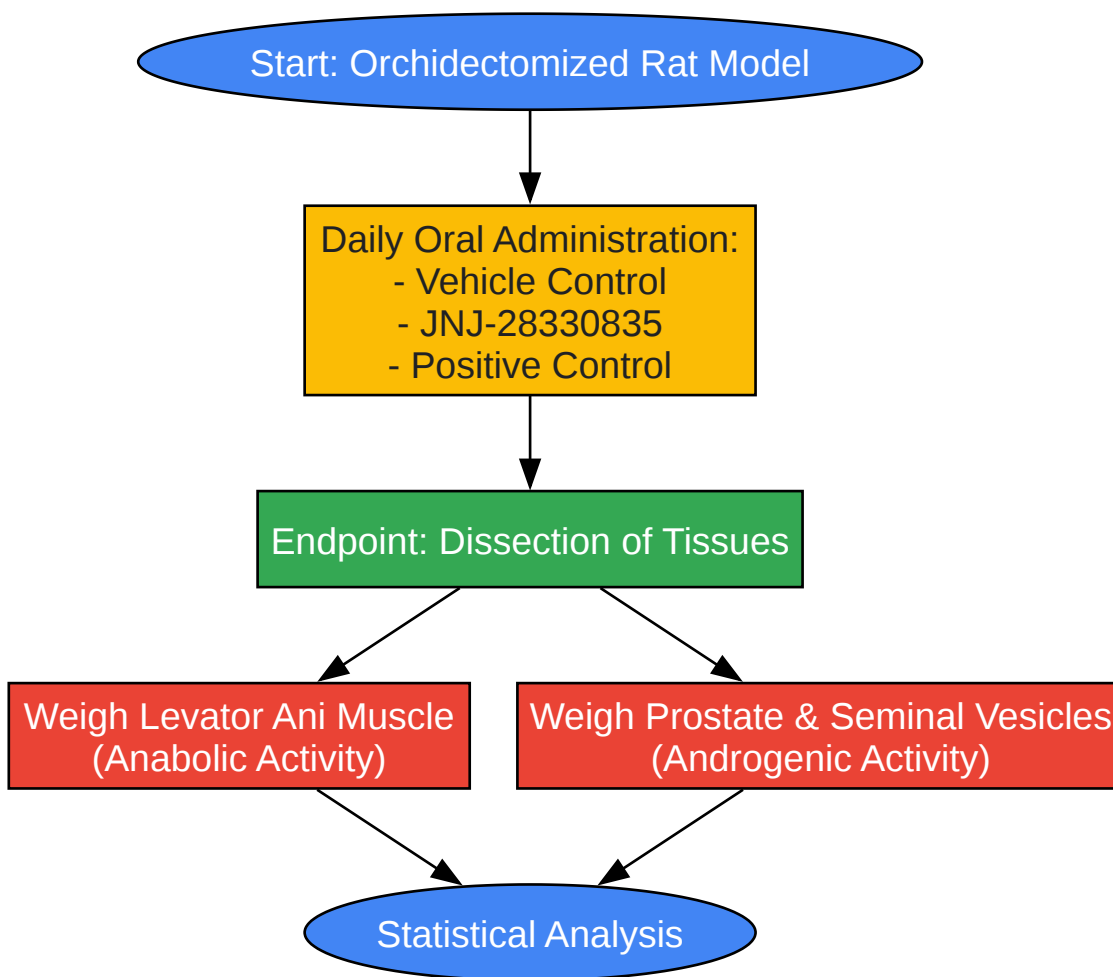 Start: Orchidectomized Rat Model
Daily Oral Administration:
- Vehicle Control
- JNJ-28330835
- Positive Control
Endpoint: Dissection of Tissues
Weigh Levator Ani Muscle
(Anabolic Activity)
Weigh Prostate & Seminal Vesicles
(Androgenic Activity)
Statistical Analysis